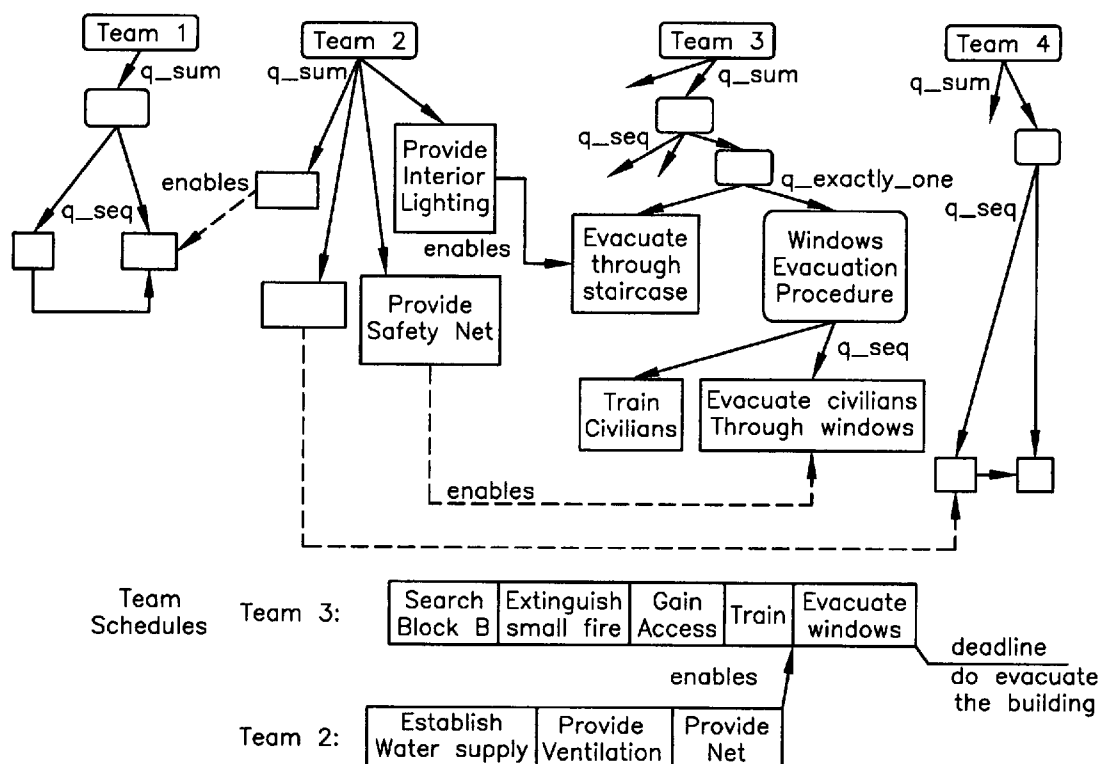 Team 1
Team 2
Team 3
Team 4
q_sum
q_sum
q_sum
q_sum
q_seq
Provide
Interior
Lighting
enables
q_exactly_one
q_seq
q_seq
enables
Evacuate
through
staircase
Windows
Evacuation
Procedure
Provide
Safety Net
q_seq
Train
Civilians
Evacuate civilians
Through windows
enables
Team
Schedules
Team 3:
Search
Block B
Extinguish
small fire
Gain
Access
Train
Evacuate
windows
deadline
enables
do evacuate
the building
Team 2:
Establish
Water supply
Provide
Ventilation
Provide
Net